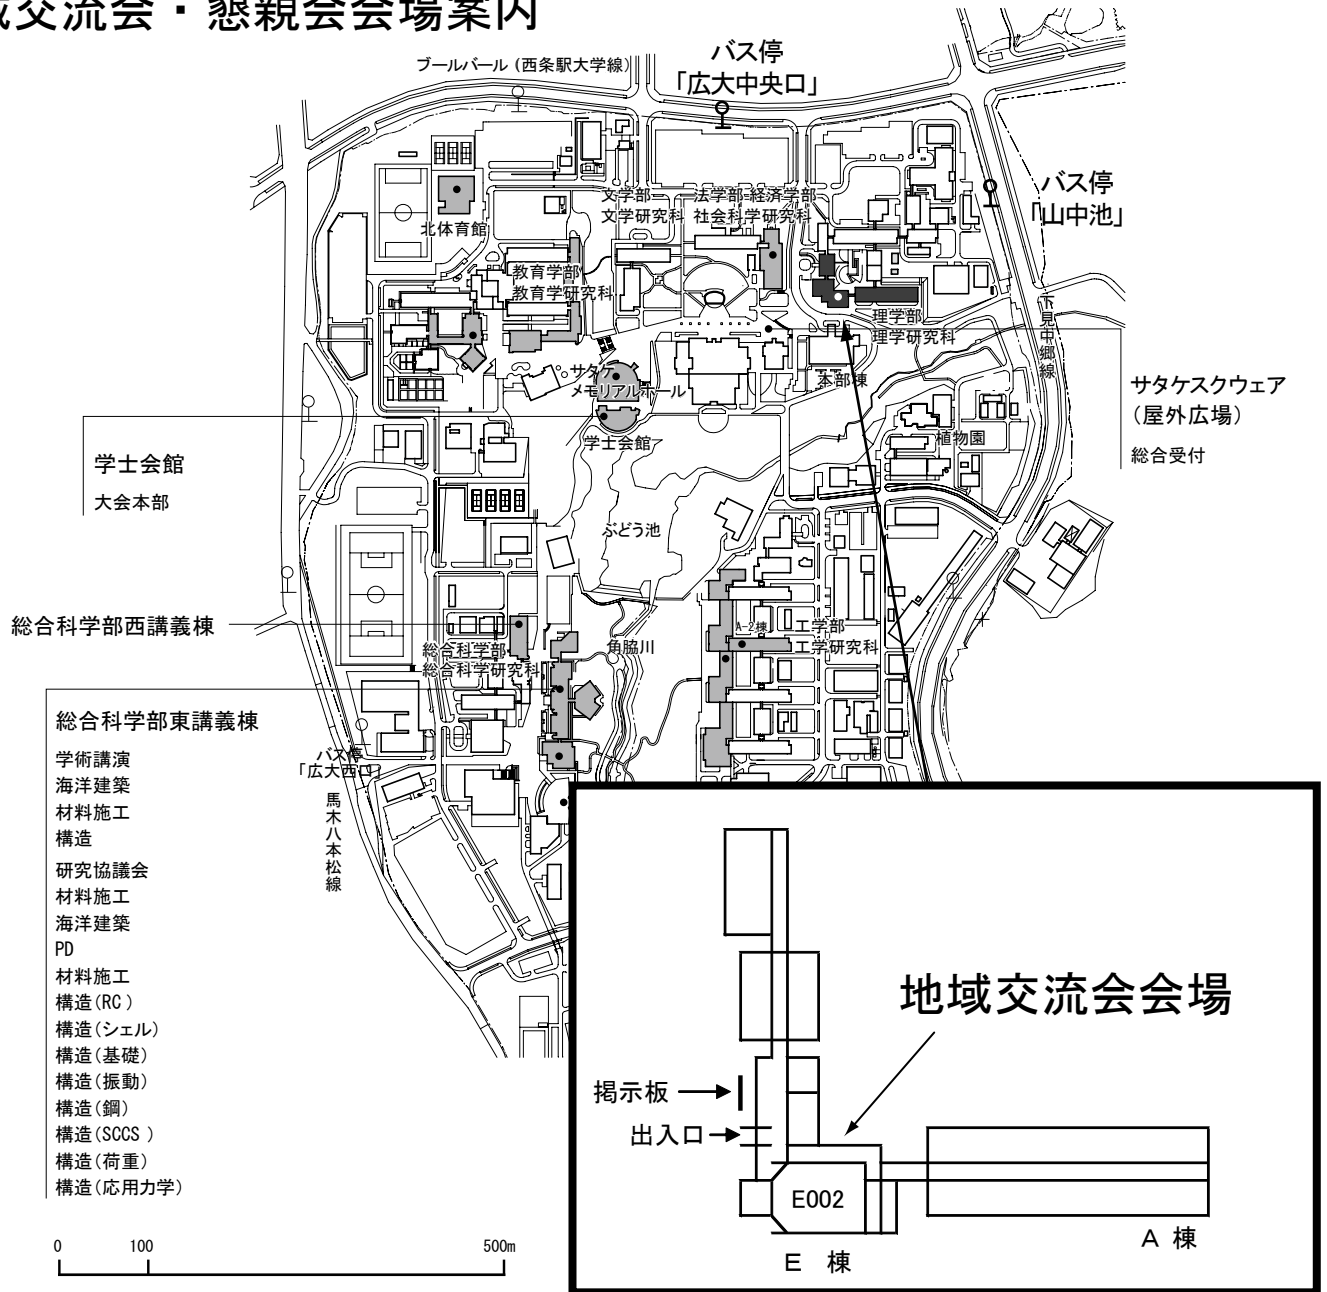 域交流会・懇親会会場案内
ブールバール(西条駅大学線)
バス停
「広大中央口」
バス停
「山中池」
北体育館
文学部
文学研究科
法学部 経済学部
社会科学研究科
教育学部
教育学研究科
理学部
理学研究科
下見中郷線
本部棟
サタケ
メモリアルホール
学士会館
サタケスクウェア
(屋外広場)
総合受付
植物園
学士会館
大会本部
ぶどう池
総合科学部西講義棟
総合科学部
総合科学研究科
角脇川
A-2棟
工学部
工学研究科
総合科学部東講義棟
学術講演
海洋建築
材料施工
構造
研究協議会
材料施工
海洋建築
PD
材料施工
構造(RC)
構造(シェル)
構造(基礎)
構造(振動)
構造(鋼)
構造(SCCS)
構造(荷重)
構造(応用力学)
バス停
「広大西口」
馬木八本松線
地域交流会会場
掲示板
出入口
E002
E 棟
A 棟
0 100 500m